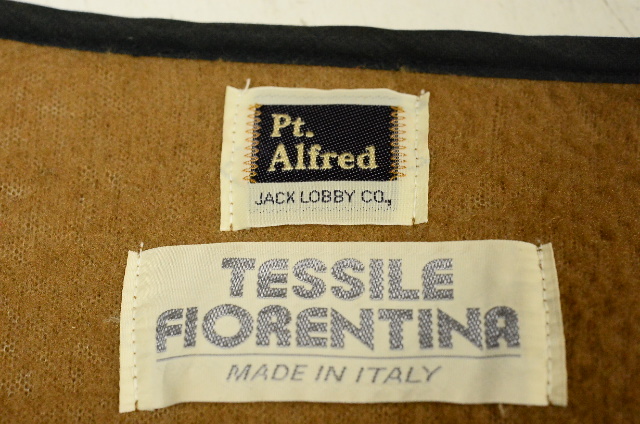 Pt.
Alfred
JACK LOBBY CO.,
TESSILE
FIORENTINA
MADE IN ITALY